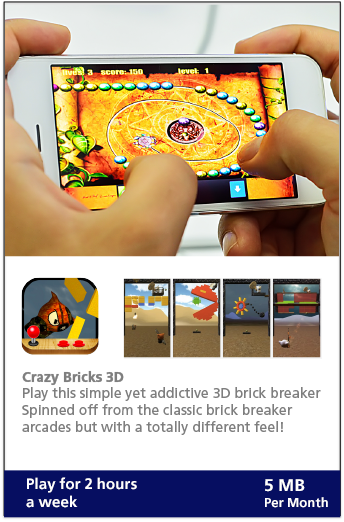 lives: 3 score: 150 level: 1
Crazy Bricks 3D
Play this simple yet addictive 3D brick breaker
Spinned off from the classic brick breaker
arcades but with a totally different feel!
Play for 2 hours
a week
5 MB
Per Month